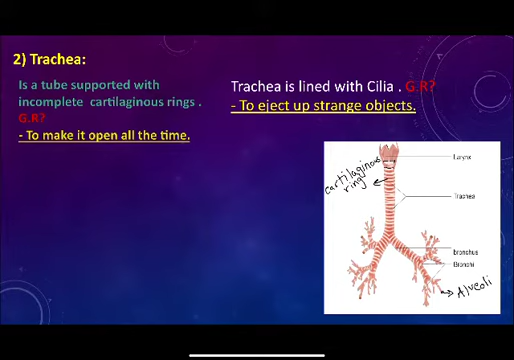 2) Trachea:
Is a tube supported with
incomplete cartilaginous rings .
G.R?
- To make it open all the time.
Trachea is lined with Cilia . G.R?
- To eject up strange objects.
cartilaginous
rings
Larynx
Trachea
bronchus
Bronchi
Alveoli